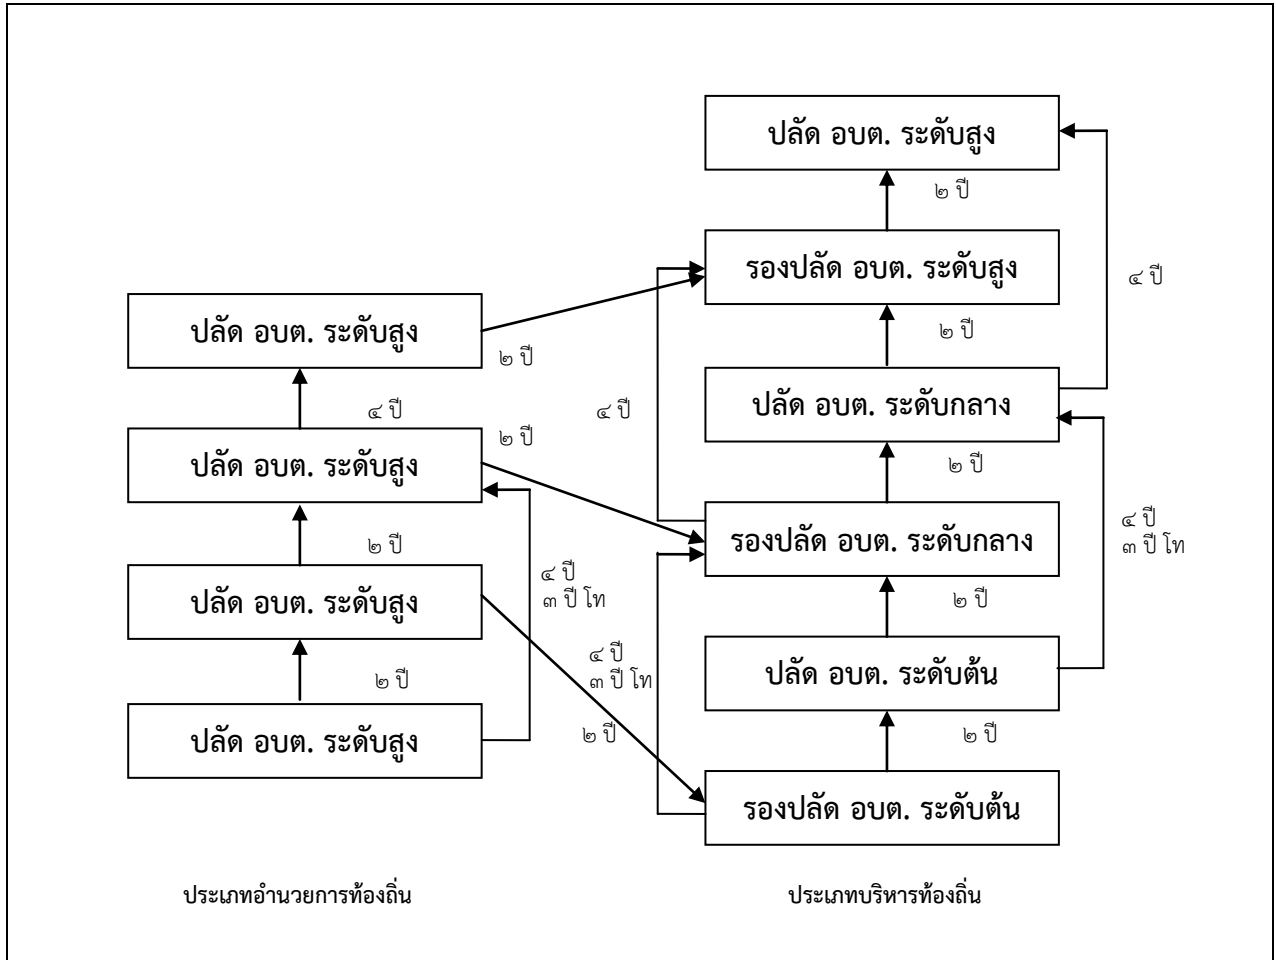 ปลัด อบต. ระดับสูง
๒ ปี
รองปลัด อบต. ระดับสูง
๔ ปี
ปลัด อบต. ระดับสูง
๒ ปี
๒ ปี
ปลัด อบต. ระดับกลาง
๔ ปี
๔ ปี
ปลัด อบต. ระดับสูง
๒ ปี
๒ ปี
รองปลัด อบต. ระดับกลาง
๔ ปี
๓ ปี โท
๒ ปี
ปลัด อบต. ระดับสูง
๔ ปี
๓ ปี โท
๒ ปี
ปลัด อบต. ระดับต้น
๔ ปี
๓ ปี โท
๒ ปี
ปลัด อบต. ระดับสูง
๒ ปี
๒ ปี
รองปลัด อบต. ระดับต้น
ประเภทอำนวยการท้องถิ่น
ประเภทบริหารท้องถิ่น